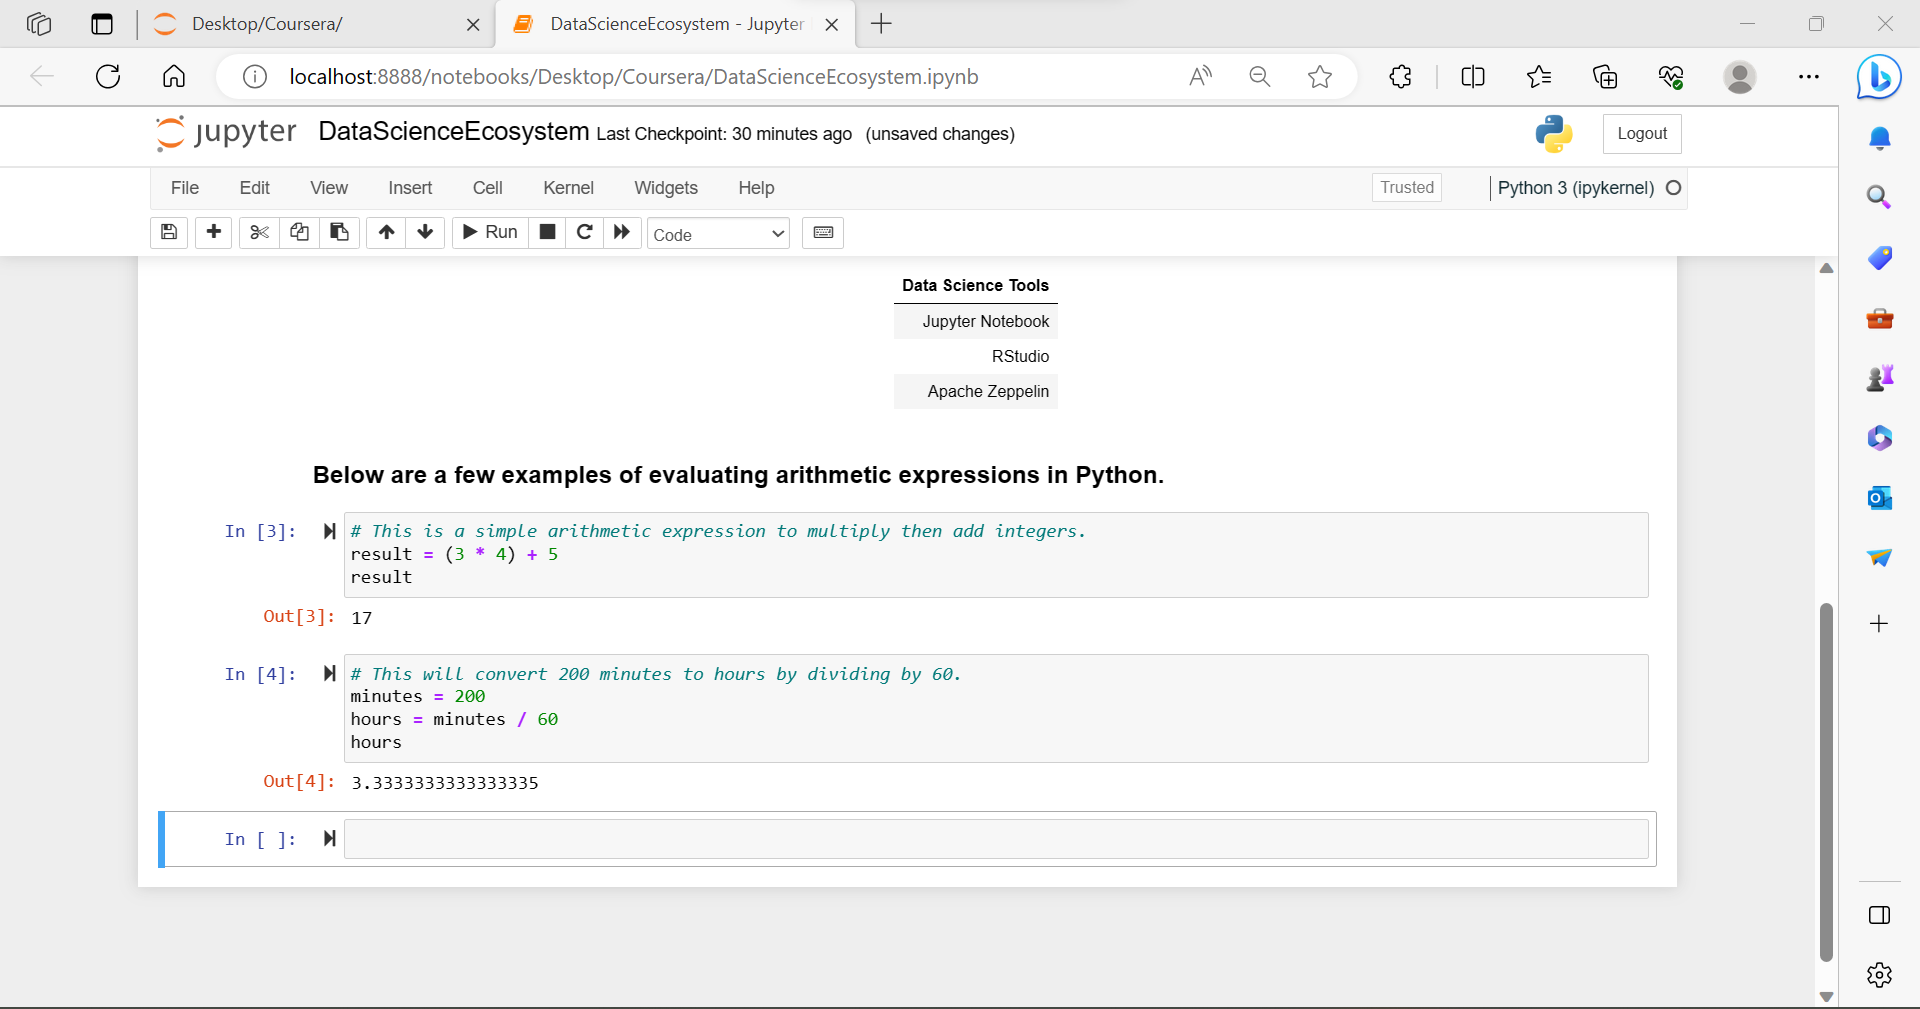 Desktop/Coursera/
DataScienceEcosystem - Jupyter
localhost:8888/notebooks/Desktop/Coursera/DataScienceEcosystem.ipynb
jupyter DataScienceEcosystem Last Checkpoint: 30 minutes ago (unsaved changes)
Logout
File Edit View Insert Cell Kernel Widgets Help
Trusted
Python 3 (ipykernel)
Run
Code
Data Science Tools
Jupyter Notebook
RStudio
Apache Zeppelin
Below are a few examples of evaluating arithmetic expressions in Python.
In [3]: # This is a simple arithmetic expression to multiply then add integers.
result = (3 * 4) + 5
result
Out[3]: 17
In [4]: # This will convert 200 minutes to hours by dividing by 60.
minutes = 200
hours = minutes / 60
hours
Out[4]: 3.3333333333333335
In [ ]: